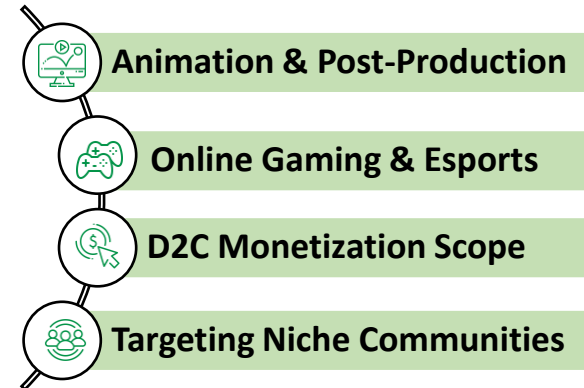 Animation & Post-Production
Online Gaming & Esports
$
D2C Monetization Scope
Targeting Niche Communities